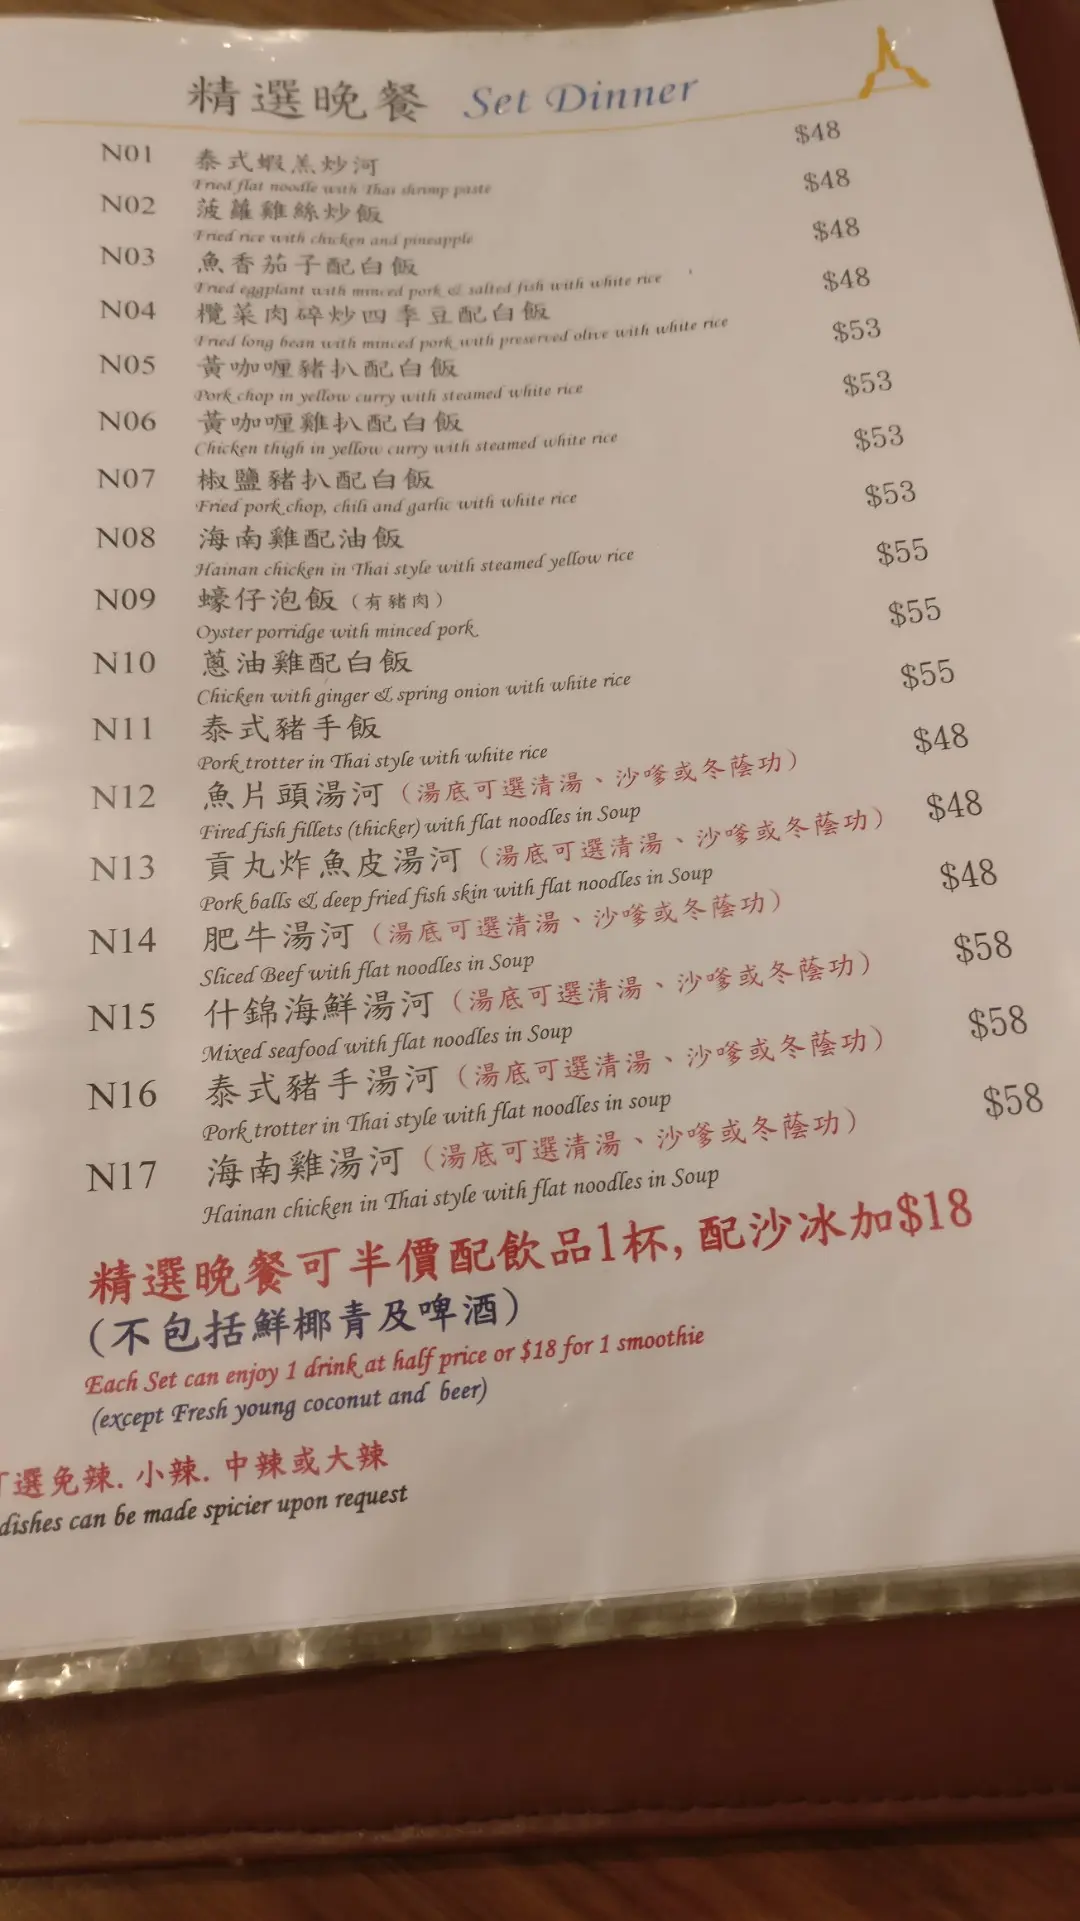 精選晚餐 Set Dinner
N01 泰式蝦羔炒河 $48
Fried flat noodle with Thai shrimp paste
N02 菠蘿雞絲炒飯 $48
Fried rice with chicken and pineapple
N03 魚香茄子配白飯 $48
Fried eggplant with minced pork & salted fish with white rice
N04 欖菜肉碎炒四季豆配白飯 $48
Fried long bean with minced pork with preserved olive with white rice
N05 黃咖喱豬扒配白飯 $53
Pork chop in yellow curry with steamed white rice
N06 黃咖喱雞扒配白飯 $53
Chicken thigh in yellow curry with steamed white rice
N07 椒鹽豬扒配白飯 $53
Fried pork chop, chili and garlic with white rice
N08 海南雞配油飯 $53
Hainan chicken in Thai style with steamed yellow rice
N09 蠔仔泡飯（有豬肉） $55
Oyster porridge with minced pork
N10 蔥油雞配白飯 $55
Chicken with ginger & spring onion with white rice
N11 泰式豬手飯 $55
Pork trotter in Thai style with white rice
N12 魚片頭湯河（湯底可選清湯、沙嗲或冬蔭功） $48
Fired fish fillets (thicker) with flat noodles in Soup
N13 貢丸炸魚皮湯河（湯底可選清湯、沙嗲或冬蔭功） $48
Pork balls & deep fried fish skin with flat noodles in Soup
N14 肥牛湯河（湯底可選清湯、沙嗲或冬蔭功） $48
Sliced Beef with flat noodles in Soup
N15 什錦海鮮湯河（湯底可選清湯、沙嗲或冬蔭功） $58
Mixed seafood with flat noodles in Soup
N16 泰式豬手湯河（湯底可選清湯、沙嗲或冬蔭功） $58
Pork trotter in Thai style with flat noodles in soup
N17 海南雞湯河（湯底可選清湯、沙嗲或冬蔭功） $58
Hainan chicken in Thai style with flat noodles in Soup
精選晚餐可半價配飲品1杯, 配沙冰加$18
(不包括鮮椰青及啤酒)
Each Set can enjoy 1 drink at half price or $18 for 1 smoothie
(except Fresh young coconut and beer)
選免辣. 小辣. 中辣或大辣
dishes can be made spicier upon request